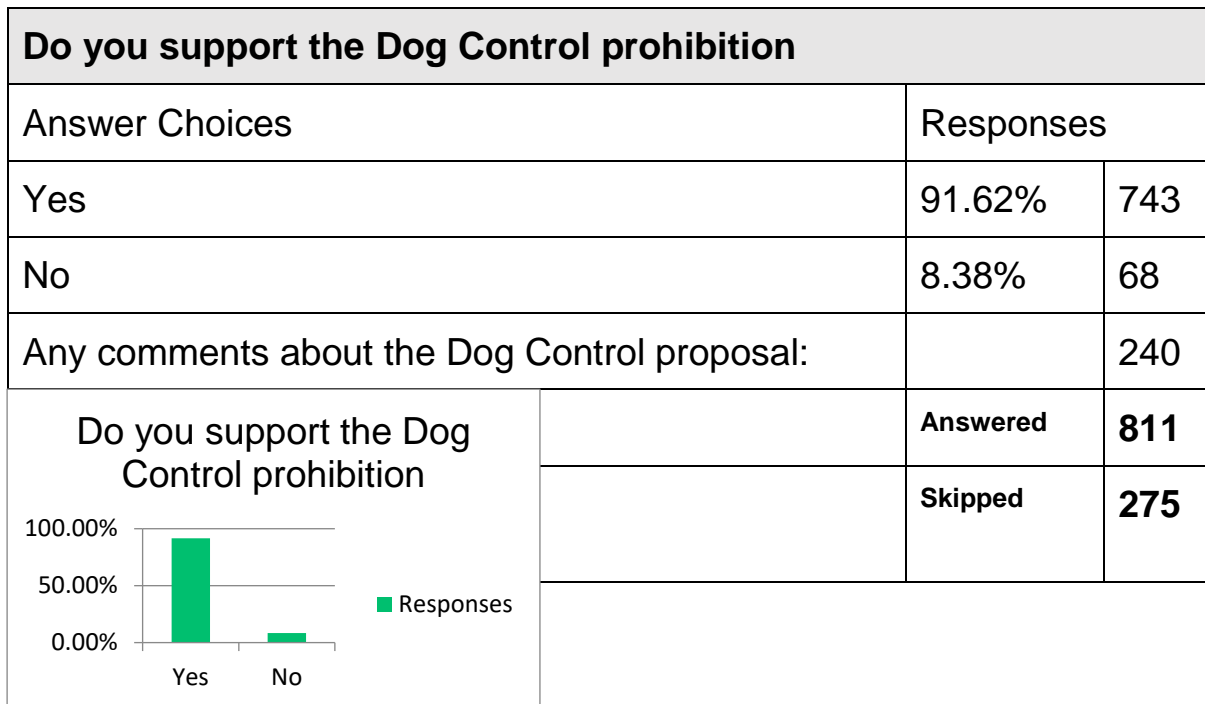 Do you support the Dog Control prohibition
Answer Choices Responses
Yes 91.62% 743
No 8.38% 68
Any comments about the Dog Control proposal: 240
Answered 811
Skipped 275
Do you support the Dog
Control prohibition
100.00%
50.00%
0.00%
Yes No
Responses